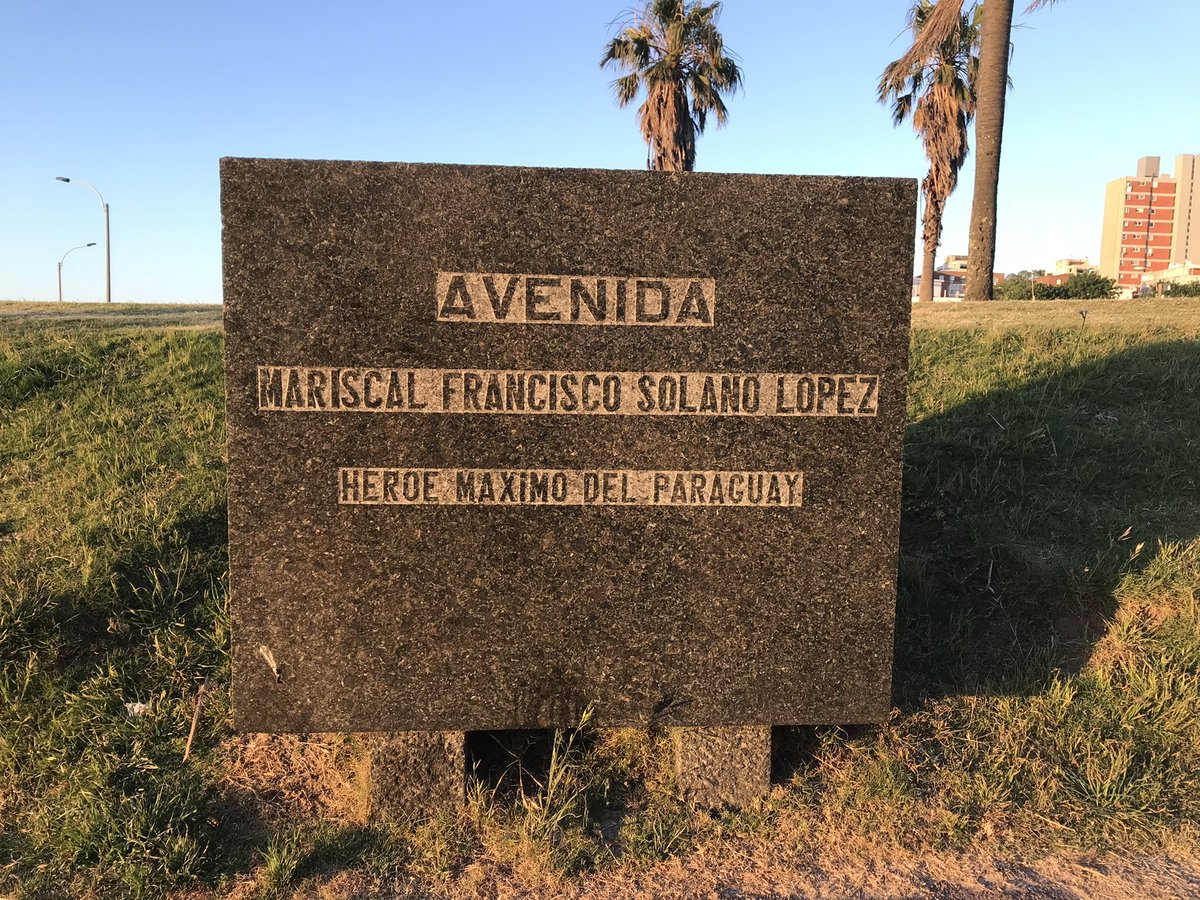 AVENIDA
MARISCAL FRANCISCO SOLANO LOPEZ
HEROE MAXIMO DEL PARAGUAY